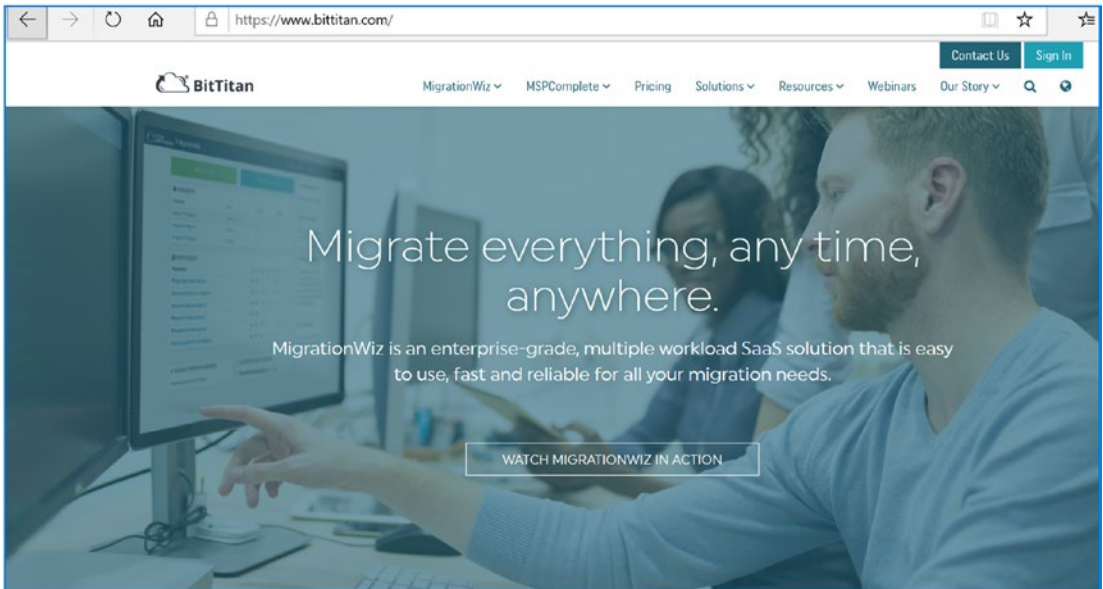 https://www.bittitan.com/
Contact Us Sign In
BitTitan MigrationWiz MSPComplete Pricing Solutions Resources Webinars Our Story
Migrate everything, any time,
anywhere.
MigrationWiz is an enterprise-grade, multiple workload SaaS solution that is easy
to use, fast and reliable for all your migration needs.
WATCH MIGRATIONWIZ IN ACTION